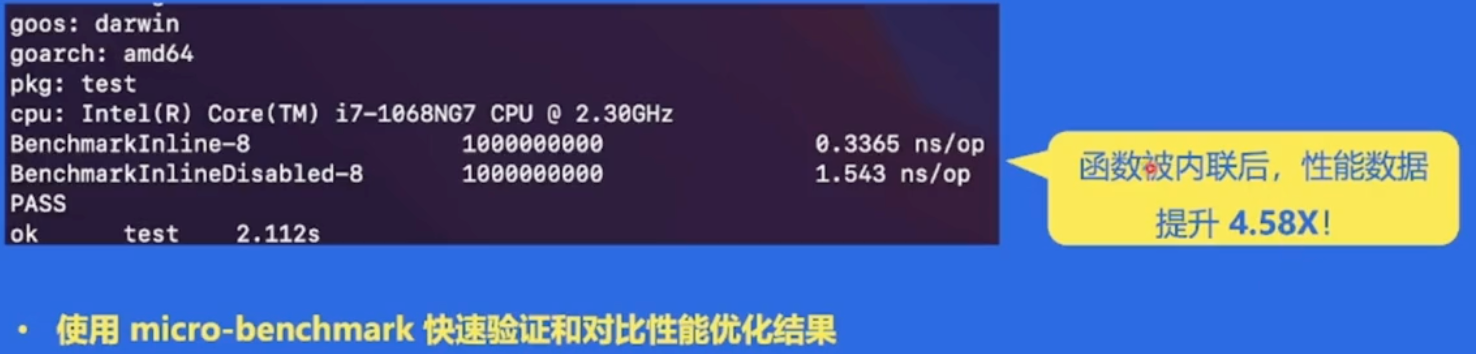 goos: darwin
goarch: amd64
pkg: test
cpu: Intel(R) Core(TM) i7-1068NG7 CPU @ 2.30GHz
BenchmarkInline-8 1000000000 0.3365 ns/op
BenchmarkInlineDisabled-8 1000000000 1.543 ns/op
PASS
ok test 2.112s
函数被内联后，性能数据
提升 4.58X！
• 使用 micro-benchmark 快速验证和对比性能优化结果